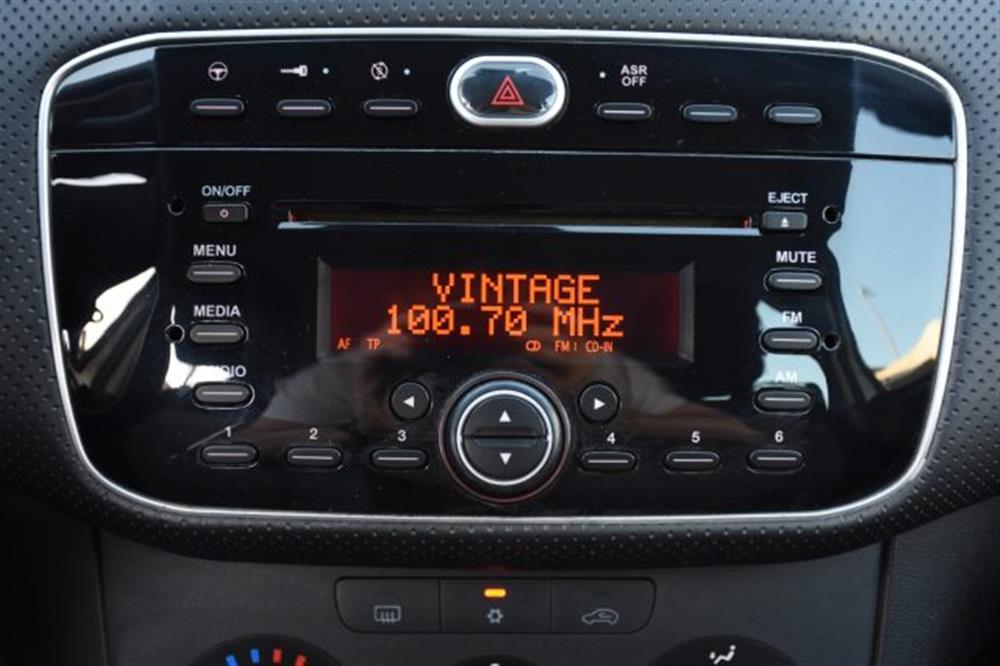 ASR
OFF
ON/OFF
EJECT
MENU
MUTE
VINTAGE
100.70 MHz
MEDIA
FM
AF TP FM: CD-IN
AM
1 2 3 4 5 6